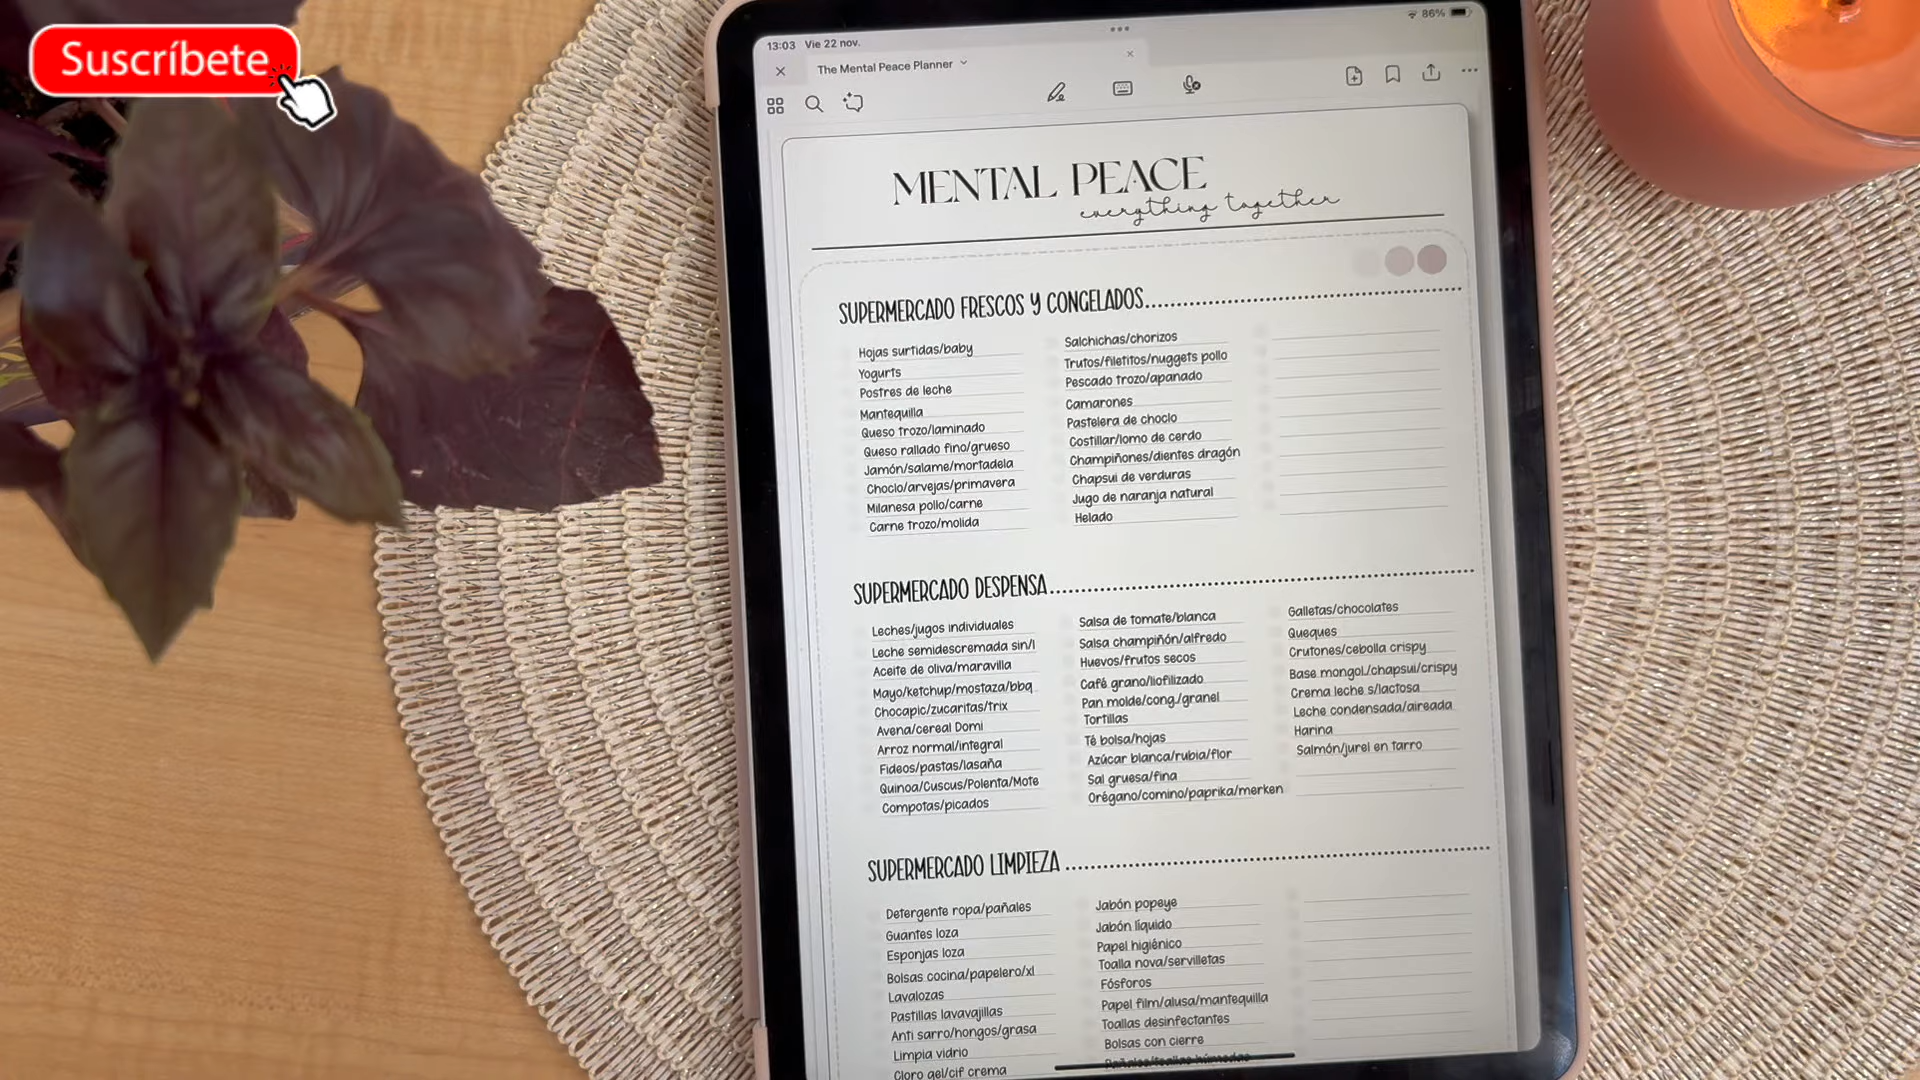 Suscríbete
13:03 Vie 22 nov.
86%
The Mental Peace Planner
MENTAL PEACE
everything together
SUPERMERCADO FRESCOS Y CONGELADOS
Hojas surtidas/baby
Yogurts
Postres de leche
Mantequilla
Queso trozo/laminado
Queso rallado fino/grueso
Jamón/salame/mortadela
Choclo/arvejas/primavera
Milanesa pollo/carne
Carne trozo/molida
Salchichas/chorizos
Trutos/filetitos/nuggets pollo
Pescado trozo/apanado
Camarones
Pastelera de choclo
Costillar/lomo de cerdo
Champiñones/dientes dragón
Chapsui de verduras
Jugo de naranja natural
Helado
SUPERMERCADO DESPENSA
Leches/jugos individuales
Leche semidescremada sin/l
Aceite de oliva/maravilla
Mayo/ketchup/mostaza/bbq
Chocapic/zucaritas/trix
Avena/cereal Domi
Arroz normal/integral
Fideos/pastas/lasaña
Quinoa/Cuscus/Polenta/Mote
Compotas/picados
Salsa de tomate/blanca
Salsa champiñón/alfredo
Huevos/frutos secos
Café grano/liofilizado
Pan molde/cong./granel
Tortillas
Té bolsa/hojas
Azúcar blanca/rubia/flor
Sal gruesa/fina
Orégano/comino/paprika/merken
Galletas/chocolates
Queques
Crutones/cebolla crispy
Base mongol./chapsui/crispy
Crema leche s/lactosa
Leche condensada/aireada
Harina
Salmón/jurel en tarro
SUPERMERCADO LIMPIEZA
Detergente ropa/pañales
Guantes loza
Esponjas loza
Bolsas cocina/papelero/xl
Lavalozas
Pastillas lavavajillas
Anti sarro/hongos/grasa
Limpia vidrio
Cloro gel/cif crema
Jabón popeye
Jabón líquido
Papel higiénico
Toalla nova/servilletas
Fósforos
Papel film/alusa/mantequilla
Toallas desinfectantes
Bolsas con cierre
Pañales/toallas húmedas